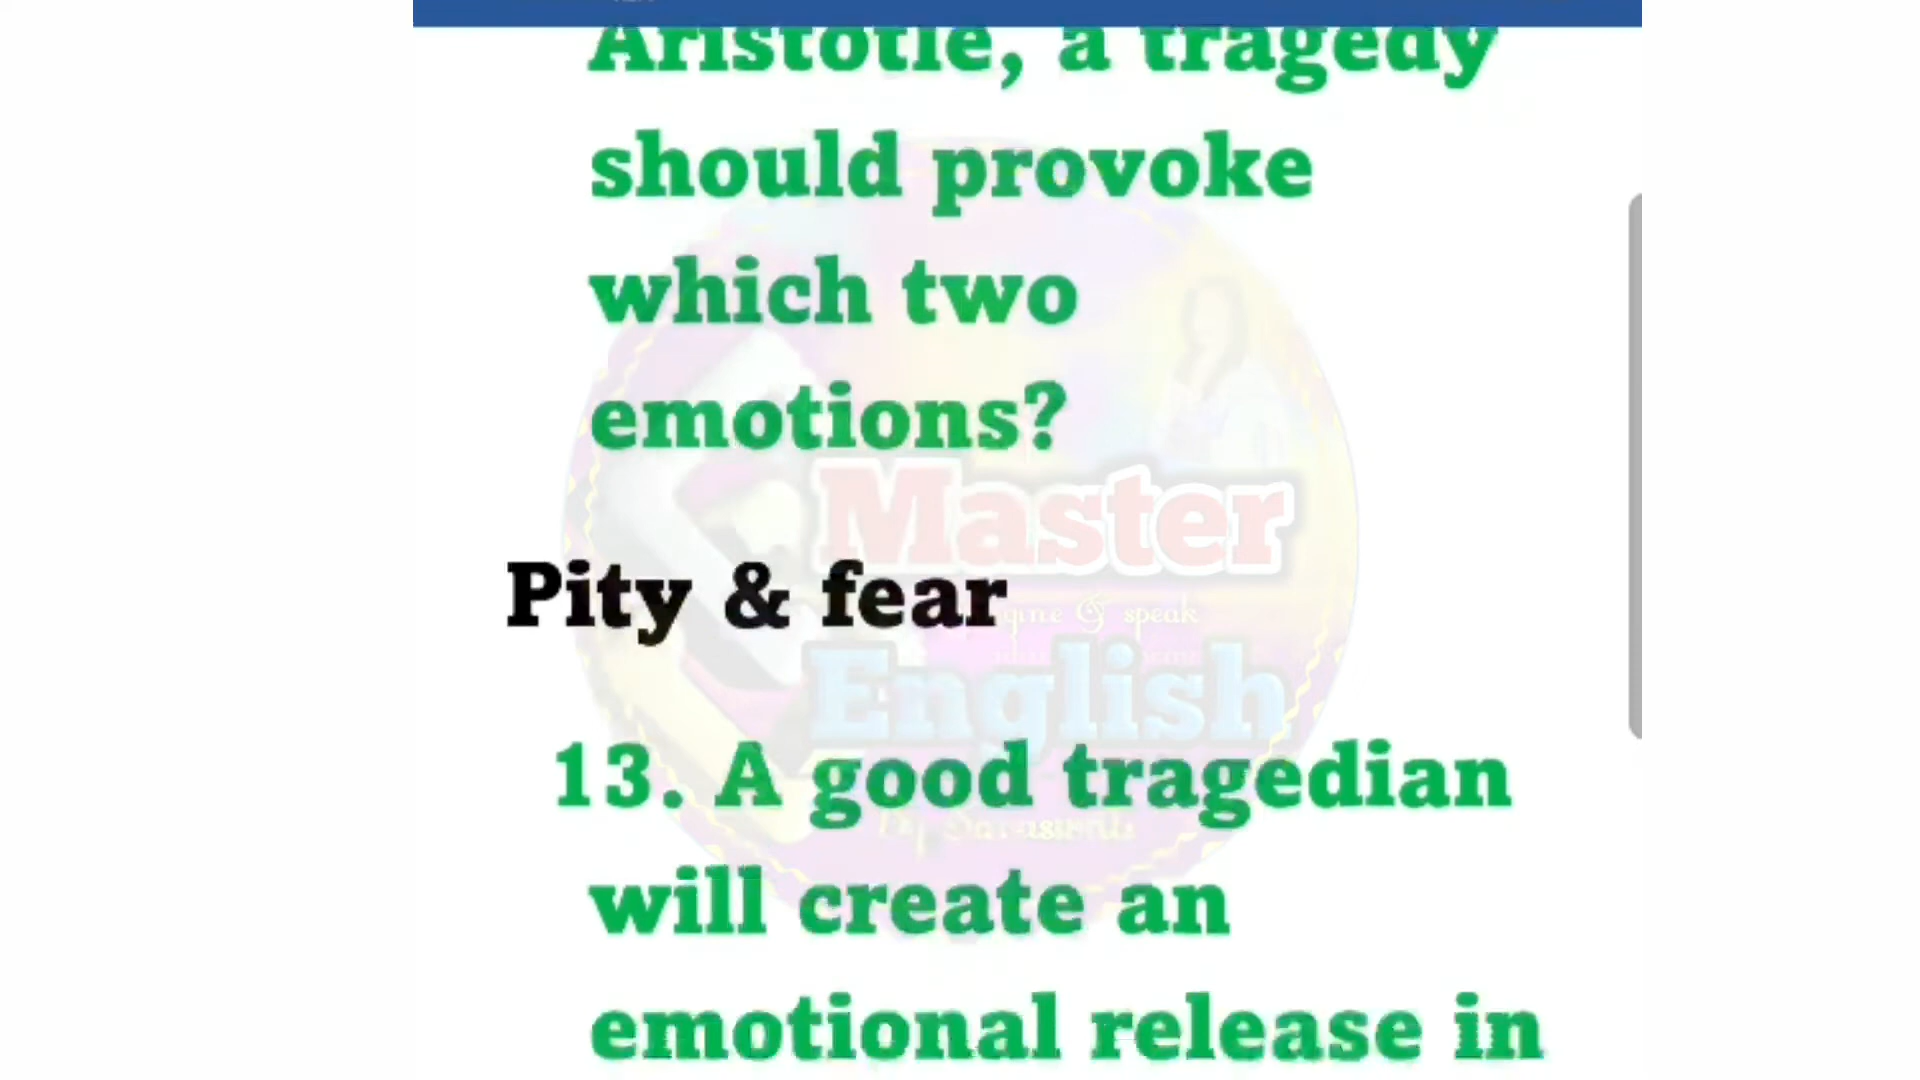 Aristotle, a tragedy
should provoke
which two
emotions?
Master
Pity & fear
& speak
English
13. A good tragedian
will create an
emotional release in